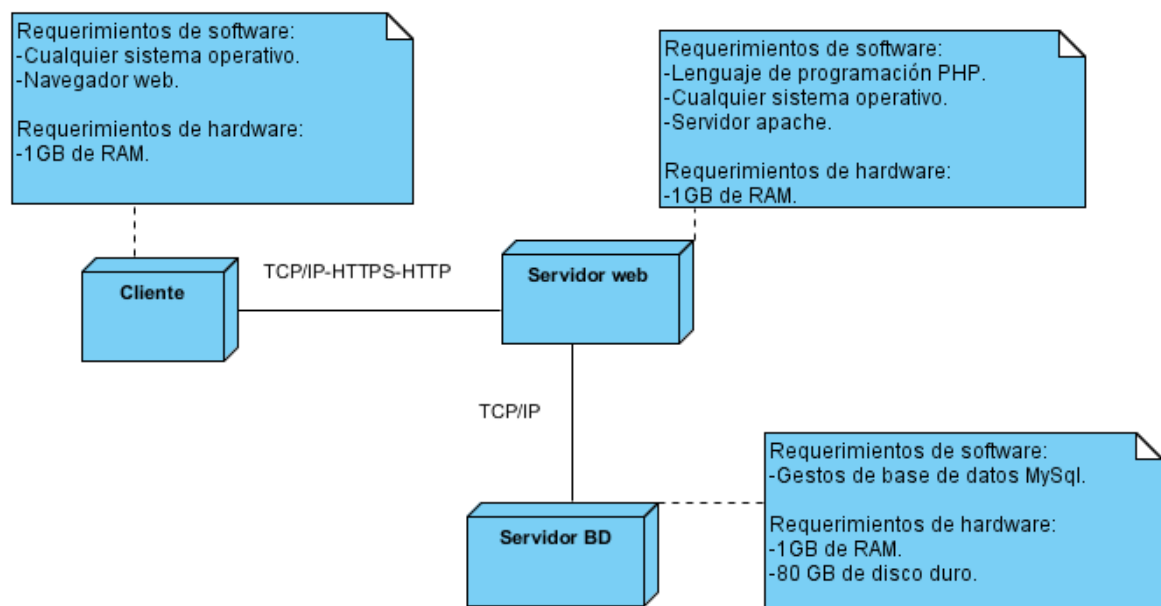 Requerimientos de software:
-Cualquier sistema operativo.
-Navegador web.
Requerimientos de hardware:
-1GB de RAM.
Requerimientos de software:
-Lenguaje de programación PHP.
-Cualquier sistema operativo.
-Servidor apache.
Requerimientos de hardware:
-1GB de RAM.
Cliente
TCP/IP-HTTPS-HTTP
Servidor web
TCP/IP
Servidor BD
Requerimientos de software:
-Gestos de base de datos MySql.
Requerimientos de hardware:
-1GB de RAM.
-80 GB de disco duro.